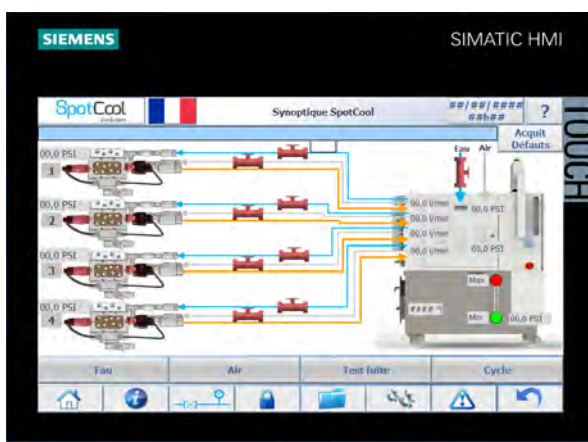 SIEMENS
SIMATIC HMI
TOUCH
SpotCool
Evolution
Synoptique SpotCool
##/##/####
##h##
?
Acquit
Défauts
Eau
Air
00,0 PSI
1
00,0 PSI
2
00,0 PSI
3
00,0 PSI
4
00,0 l/min
00,0 l/min
00,0 l/min
00,0 l/min
00,0 PSI
00,0 PSI
Max
Min
00,0 PSI
Eau
Air
Test fuite
Cycle